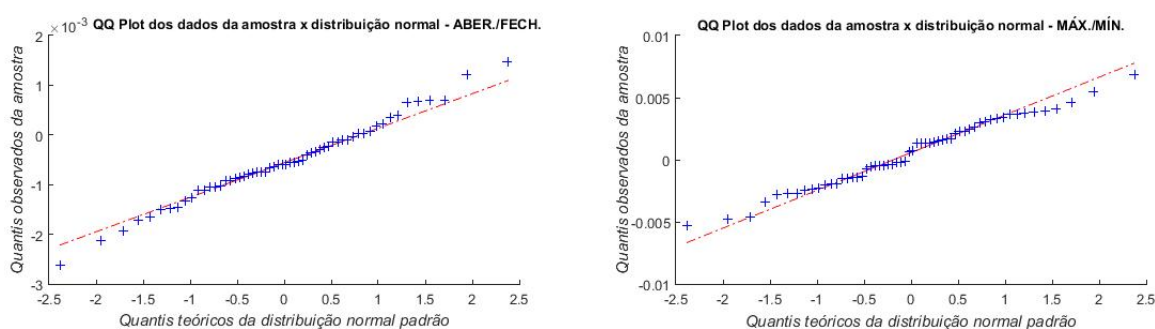 ×10⁻³ QQ Plot dos dados da amostra x distribuição normal - ABER./FECH.
2
1
0
-1
-2
-3
Quantis observados da amostra
-2.5 -2 -1.5 -1 -0.5 0 0.5 1 1.5 2 2.5
Quantis teóricos da distribuição normal padrão
QQ Plot dos dados da amostra x distribuição normal - MÁX./MÍN.
0.01
0.005
0
-0.005
-0.01
Quantis observados da amostra
-2.5 -2 -1.5 -1 -0.5 0 0.5 1 1.5 2 2.5
Quantis teóricos da distribuição normal padrão